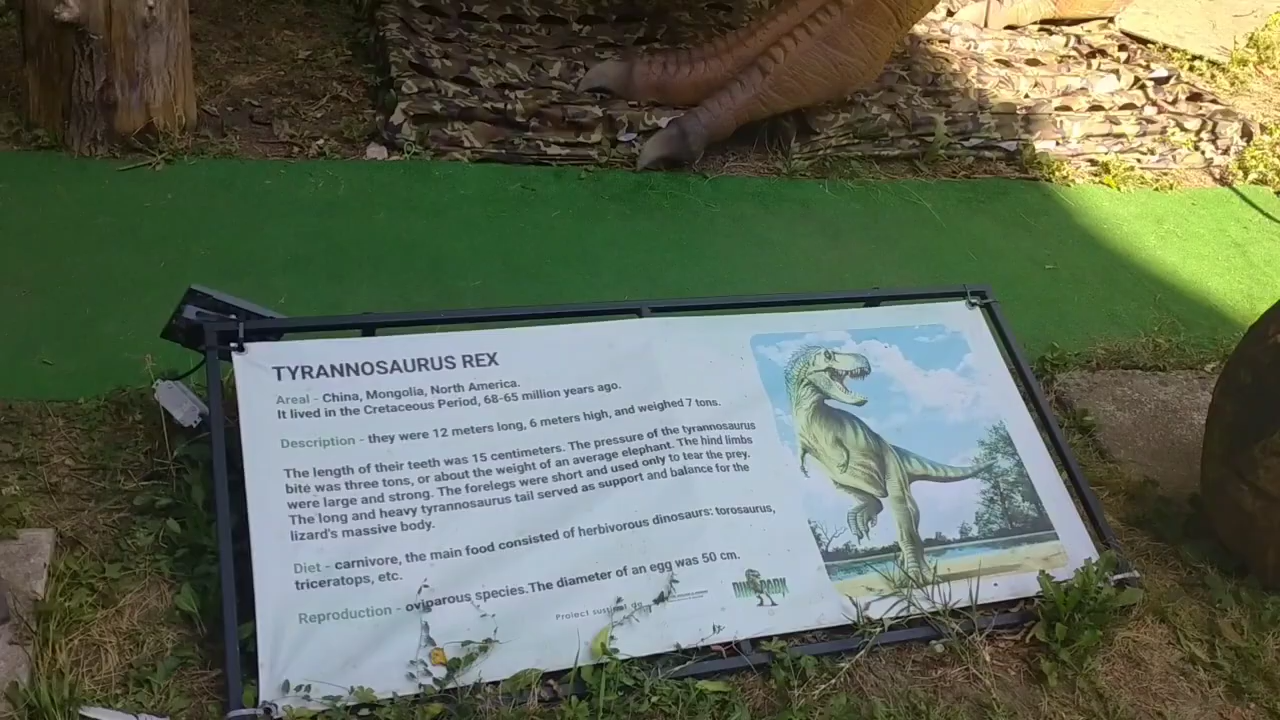 TYRANNOSAURUS REX
Areal - China, Mongolia, North America.
It lived in the Cretaceous Period, 68-65 million years ago.
Description - they were 12 meters long, 6 meters high, and weighed 7 tons.
The length of their teeth was 15 centimeters. The pressure of the tyrannosaurus
bite was three tons, or about the weight of an average elephant. The hind limbs
were large and strong. The forelegs were short and used only to tear the prey.
The long and heavy tyrannosaurus tail served as support and balance for the
lizard's massive body.
Diet - carnivore, the main food consisted of herbivorous dinosaurs: torosaurus,
triceratops, etc.
Reproduction - oviparous species.The diameter of an egg was 50 cm.
Proiect
DINO PARK